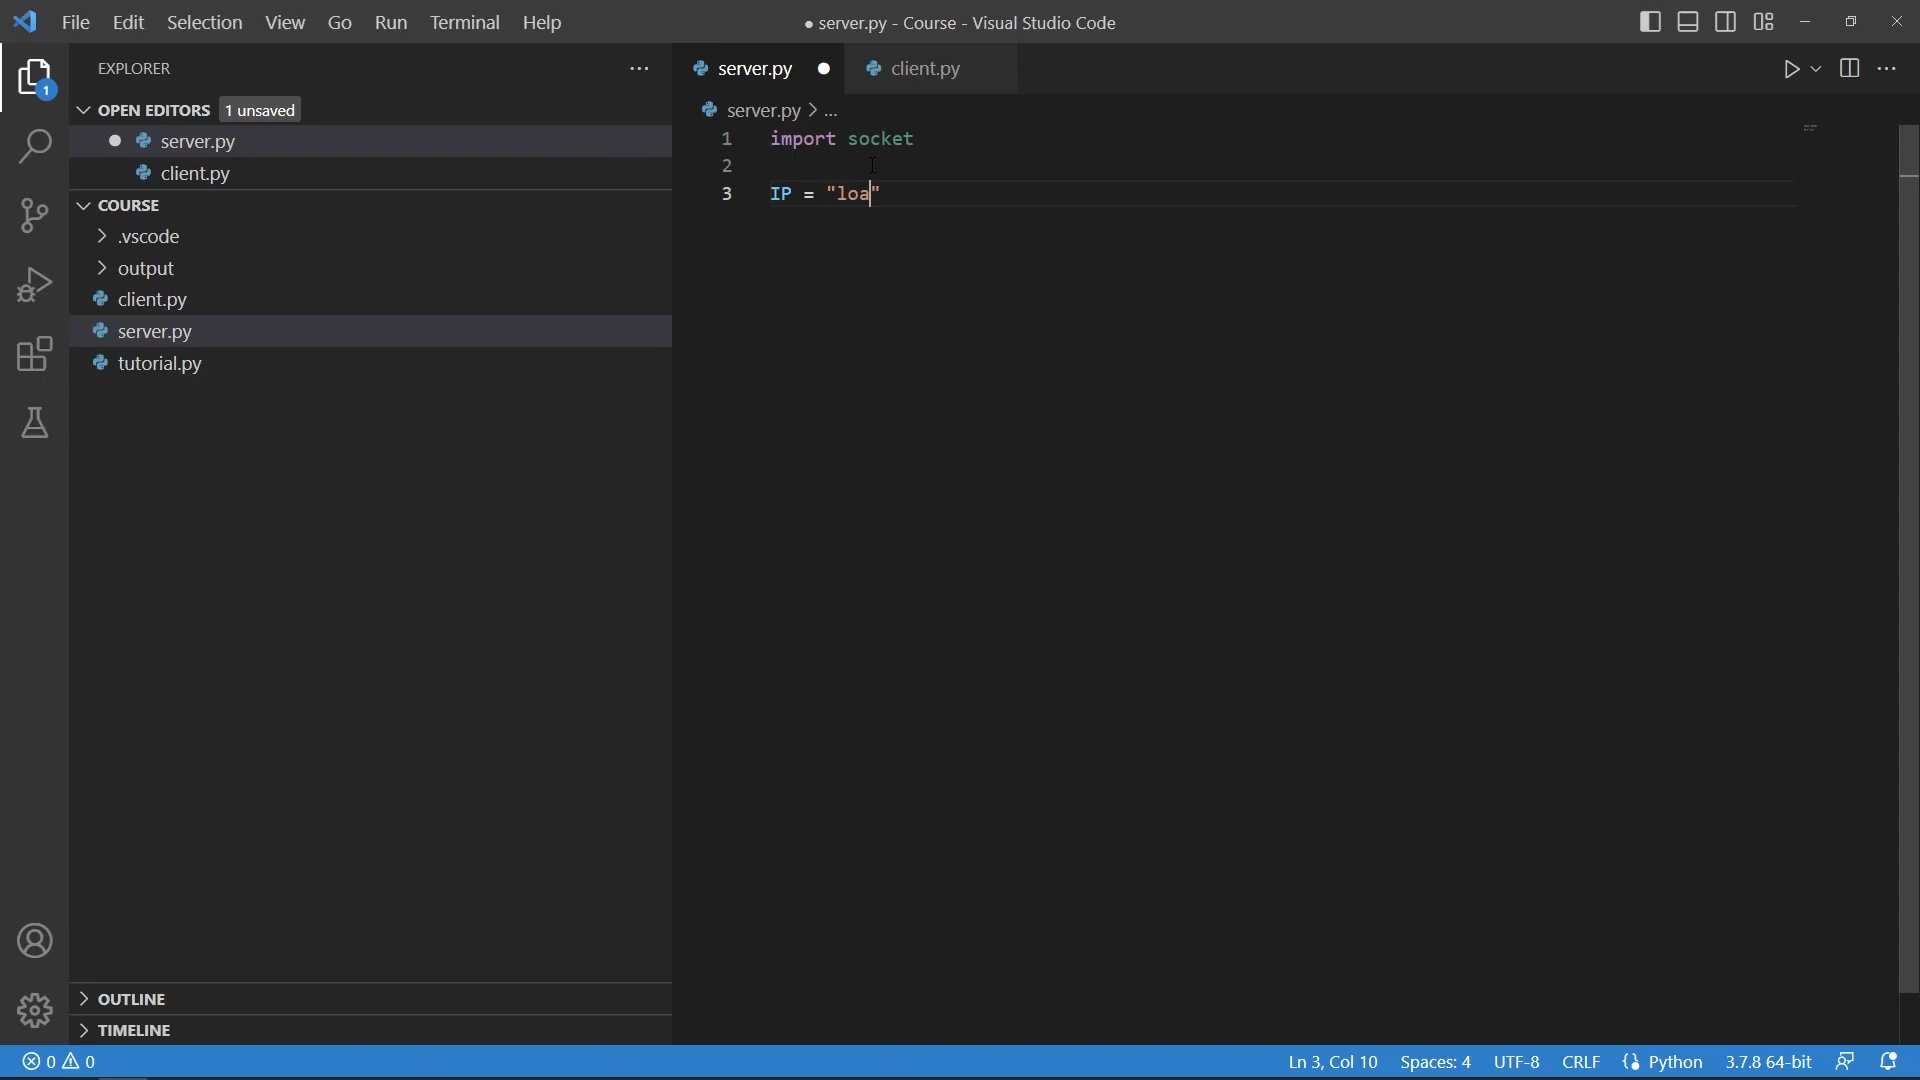 File Edit Selection View Go Run Terminal Help
● server.py - Course - Visual Studio Code
1
EXPLORER
OPEN EDITORS 1 unsaved
server.py
client.py
COURSE
.vscode
output
client.py
server.py
tutorial.py
OUTLINE
TIMELINE
server.py client.py
server.py > ...
1 import socket
2
3 IP = "loa"
0 0
Ln 3, Col 10 Spaces: 4 UTF-8 CRLF {} Python 3.7.8 64-bit